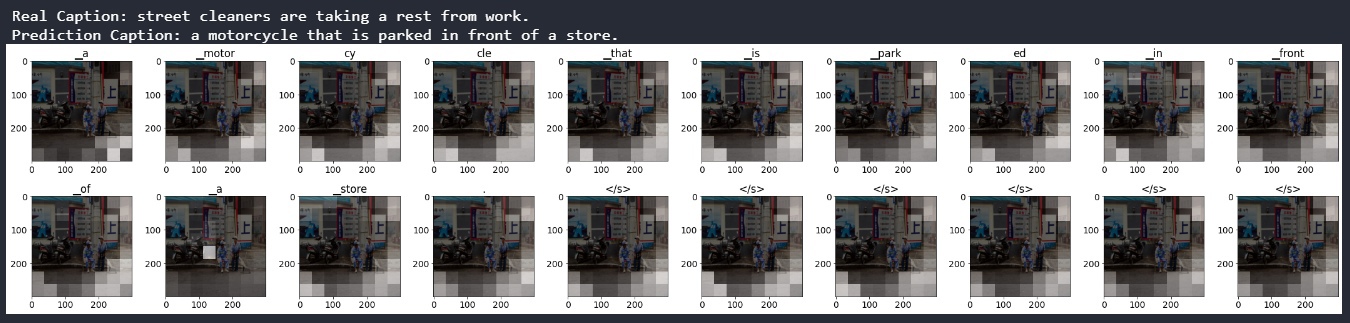 Real Caption: street cleaners are taking a rest from work.
Prediction Caption: a motorcycle that is parked in front of a store.
_a _motor cy cle _that _is _park ed _in _front
0 0 0 0 0 0 0 0 0 0
100 100 100 100 100 100 100 100 100 100
200 200 200 200 200 200 200 200 200 200
0 100 200 0 100 200 0 100 200 0 100 200 0 100 200 0 100 200 0 100 200 0 100 200 0 100 200 0 100 200
_of _a _store . </s> </s> </s> </s> </s> </s>
0 0 0 0 0 0 0 0 0 0
100 100 100 100 100 100 100 100 100 100
200 200 200 200 200 200 200 200 200 200
0 100 200 0 100 200 0 100 200 0 100 200 0 100 200 0 100 200 0 100 200 0 100 200 0 100 200 0 100 200